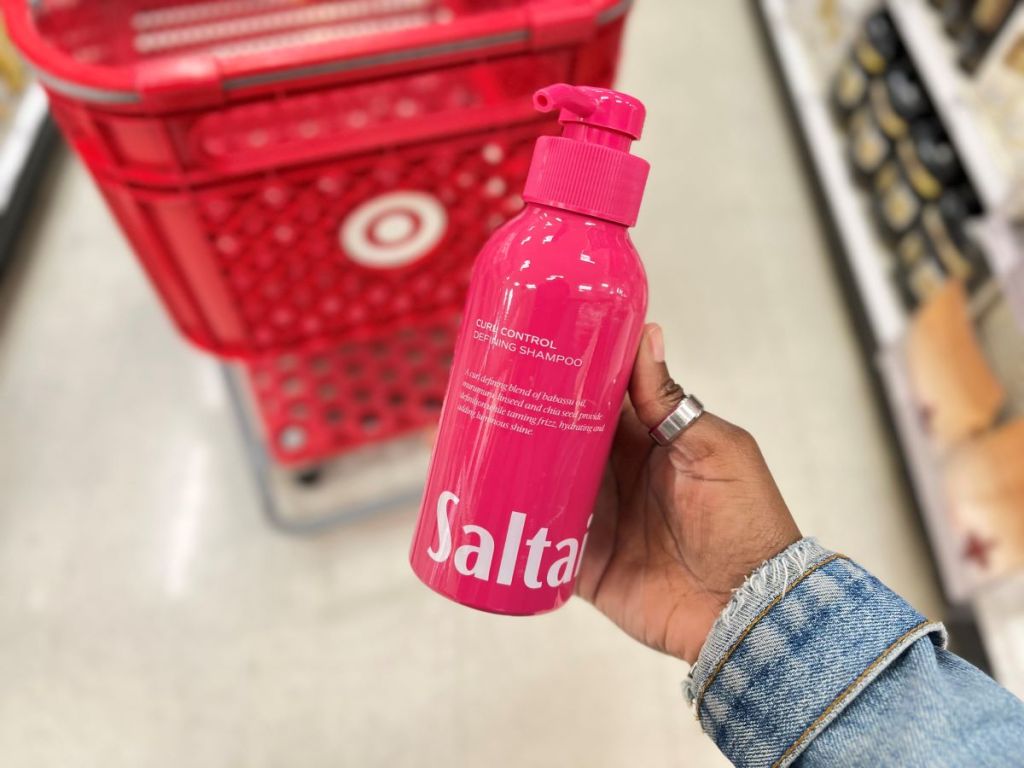 CURL CONTROL
DEFINING SHAMPOO
A curl defining blend of babassu oil,
murumuru, linseed and chia seed provide
definition while taming frizz, hydrating and
adding luminous shine.
Saltai